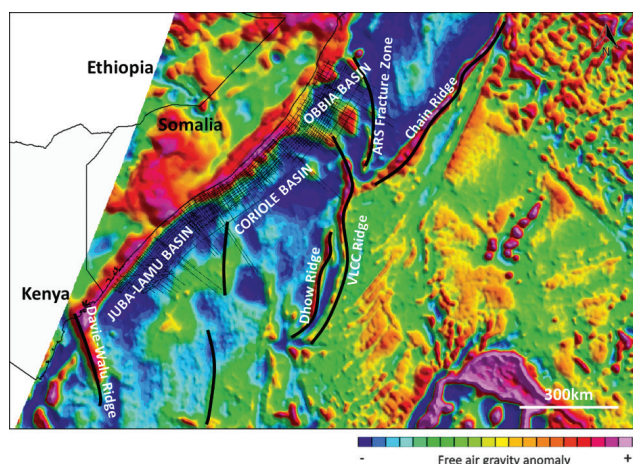 N
Ethiopia
Somalia
Kenya
OBBIA BASIN
ARS Fracture Zone
Chain Ridge
CORIOLE BASIN
JUBA-LAMU BASIN
VLCC Ridge
Dhow Ridge
Davie-Walu Ridge
300km
- +
Free air gravity anomaly